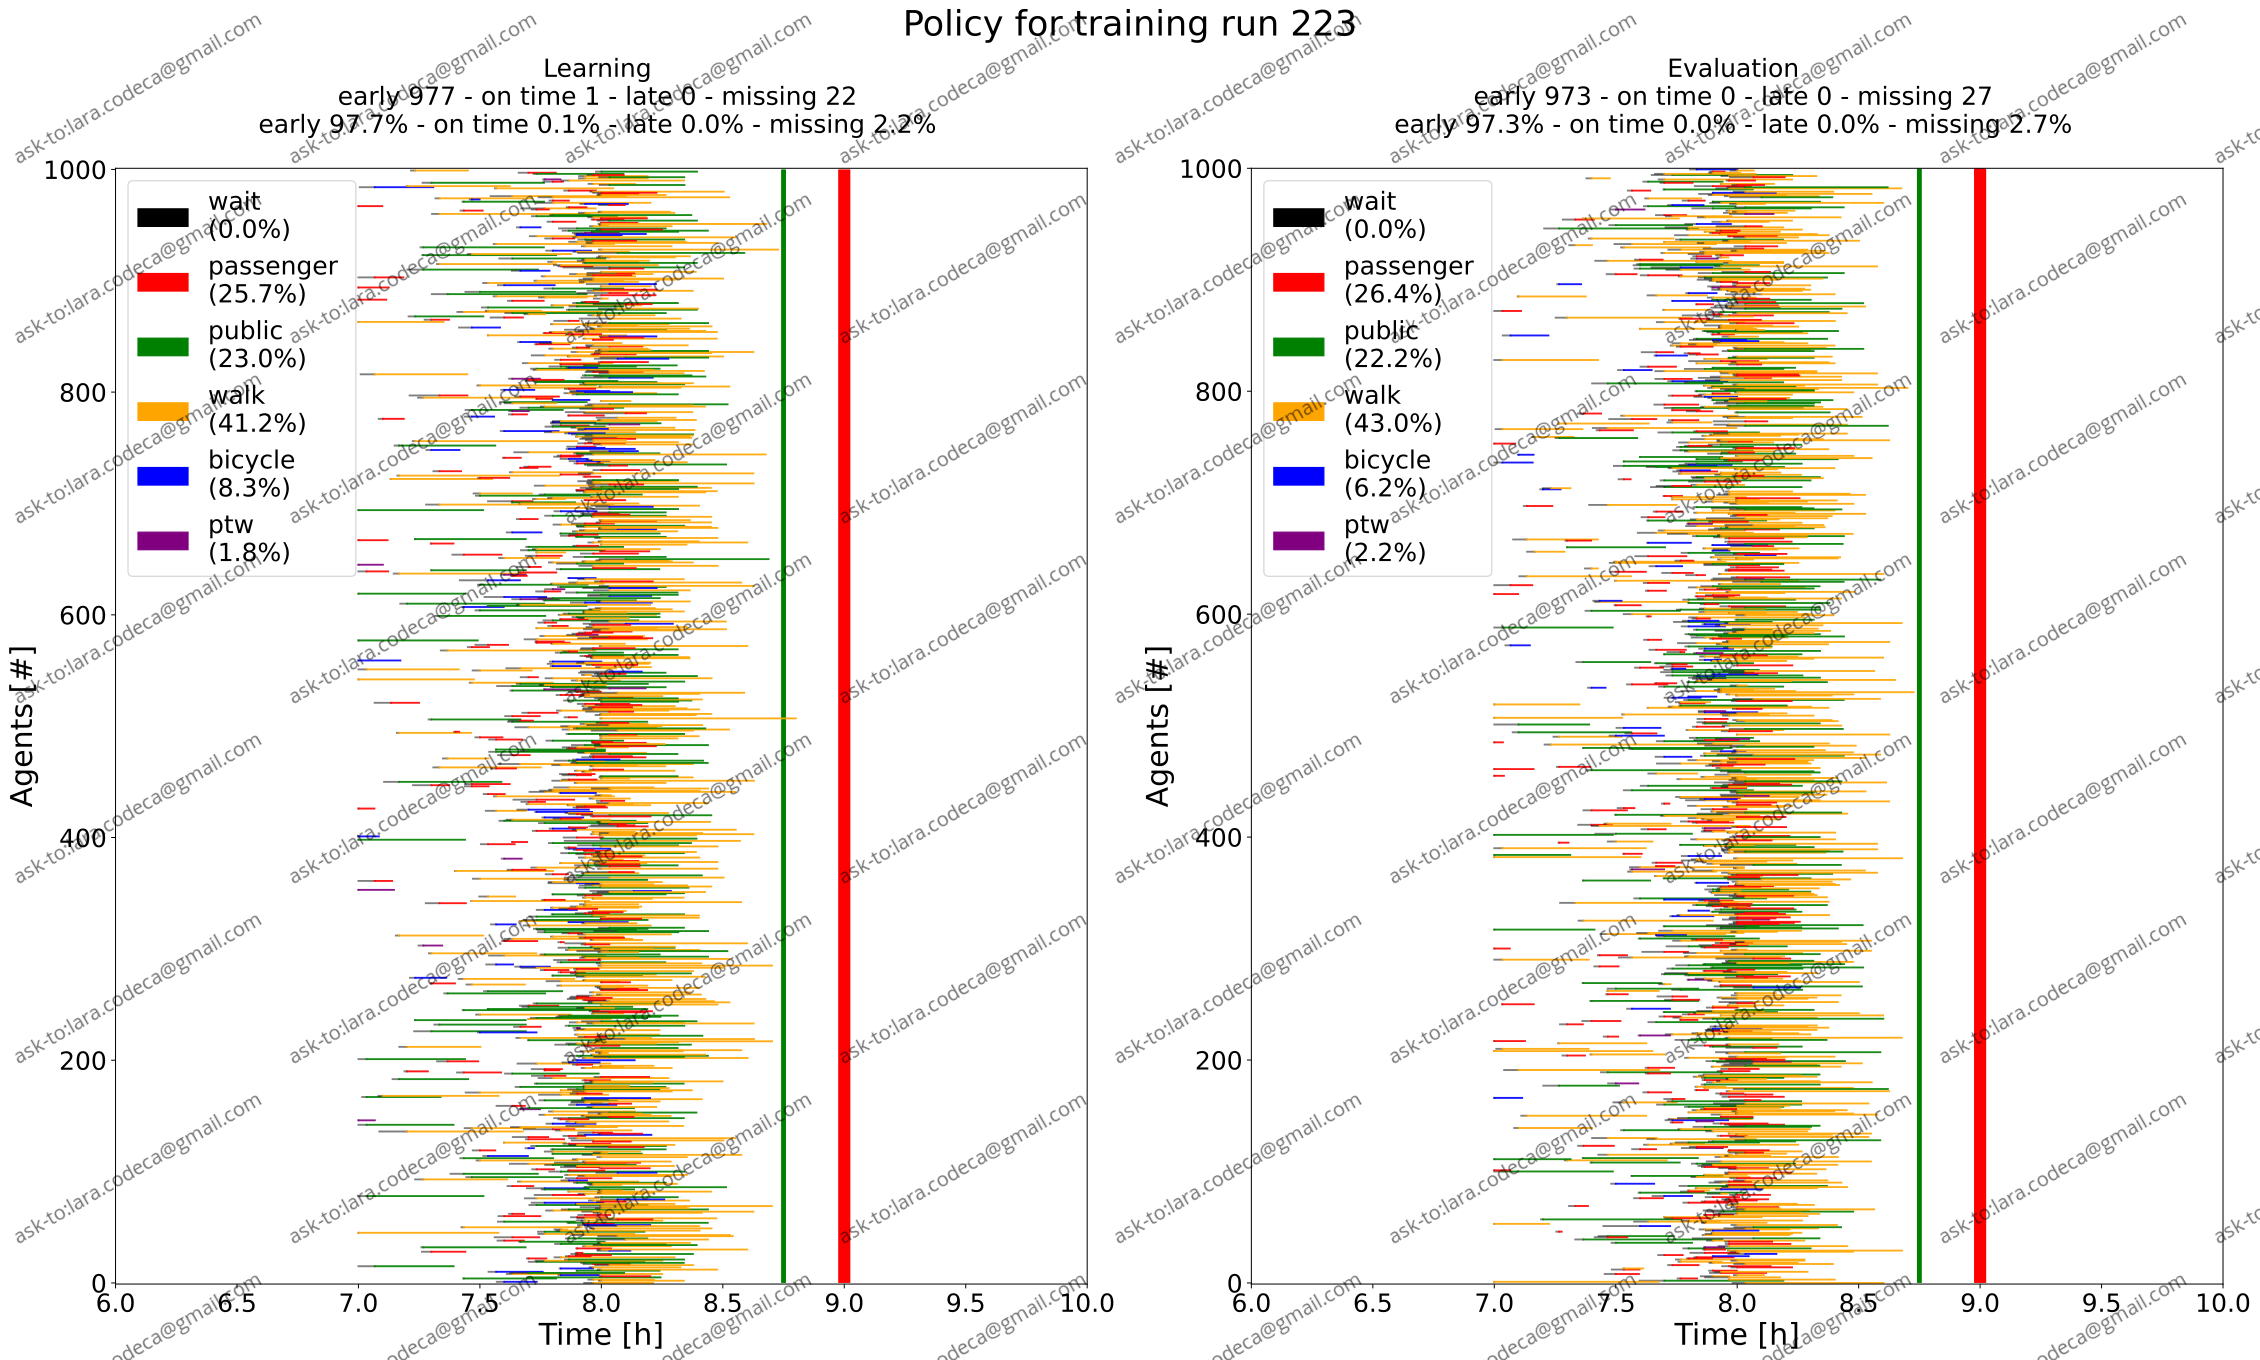 Policy for training run 223
Learning
early 977 - on time 1 - late 0 - missing 22
early 97.7% - on time 0.1% - late 0.0% - missing 2.2%
1000
800
600
400
200
0
Agents [#]
wait
(0.0%)
passenger
(25.7%)
public
(23.0%)
walk
(41.2%)
bicycle
(8.3%)
ptw
(1.8%)
6.0 6.5 7.0 7.5 8.0 8.5 9.0 9.5 10.0
Time [h]
Evaluation
early 973 - on time 0 - late 0 - missing 27
early 97.3% - on time 0.0% - late 0.0% - missing 2.7%
1000
800
600
400
200
0
Agents [#]
wait
(0.0%)
passenger
(26.4%)
public
(22.2%)
walk
(43.0%)
bicycle
(6.2%)
ptw
(2.2%)
6.0 6.5 7.0 7.5 8.0 8.5 9.0 9.5 10.0
Time [h]
ask-to:lara.codeca@gmail.com